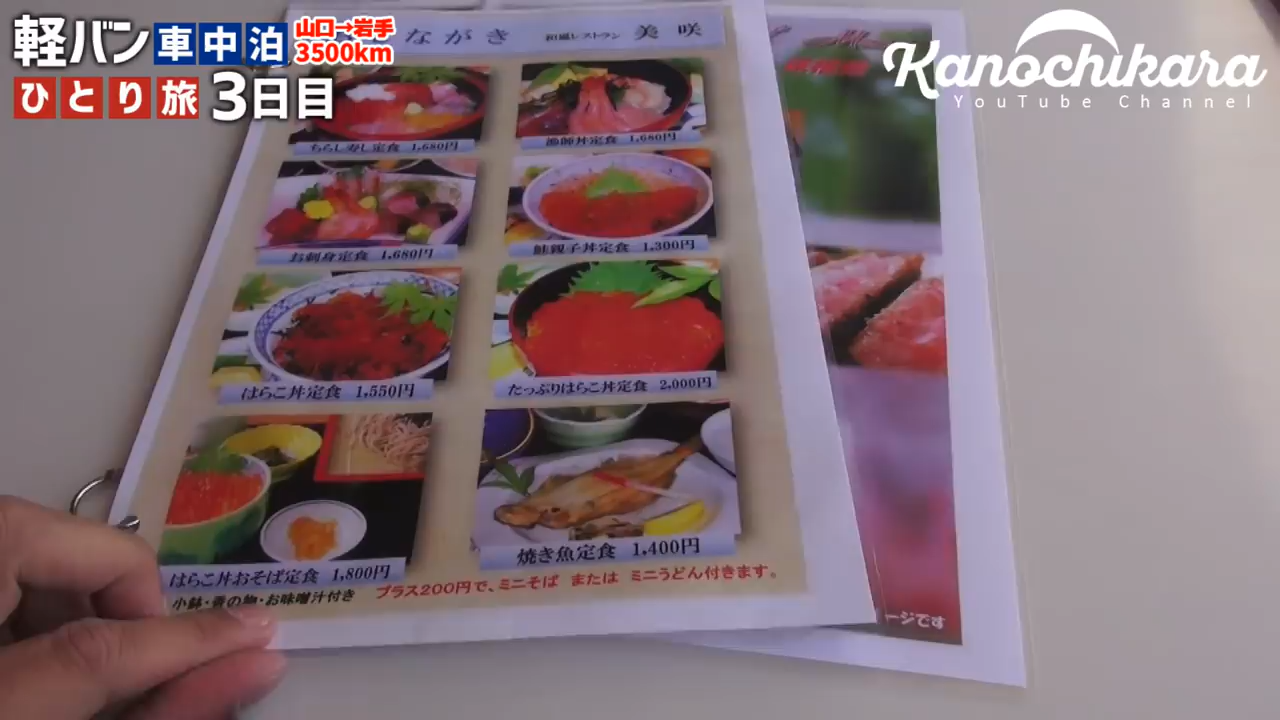 軽バン車中泊 山口→岩手
3500km
ひとり旅 3日目
Kanochikara
YouTube Channel
ながき 和風レストラン 美咲
ちらし寿し定食 1,680円
漁師丼定食 1,680円
お刺身定食 1,680円
鮭親子丼定食 1,300円
はらこ丼定食 1,550円
たっぷりはらこ丼定食 2,000円
はらこ丼おそば定食 1,800円
焼き魚定食 1,400円
小鉢・香の物・お味噌汁付き
プラス200円で、ミニそば または ミニうどん付きます。
ージです